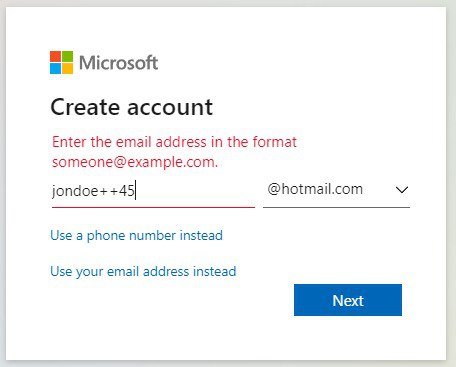 Microsoft
Create account
Enter the email address in the format
someone@example.com.
jondoe++45 @hotmail.com
Use a phone number instead
Use your email address instead
Next